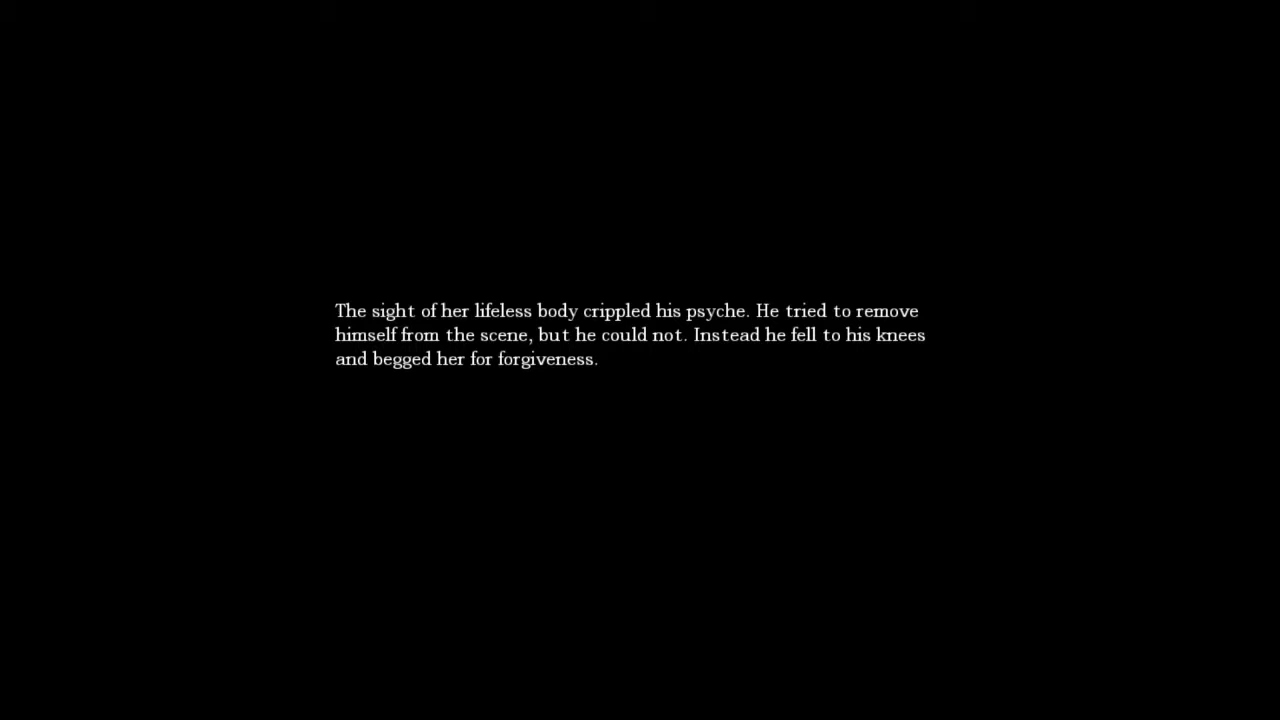 The sight of her lifeless body crippled his psyche. He tried to remove
himself from the scene, but he could not. Instead he fell to his knees
and begged her for forgiveness.